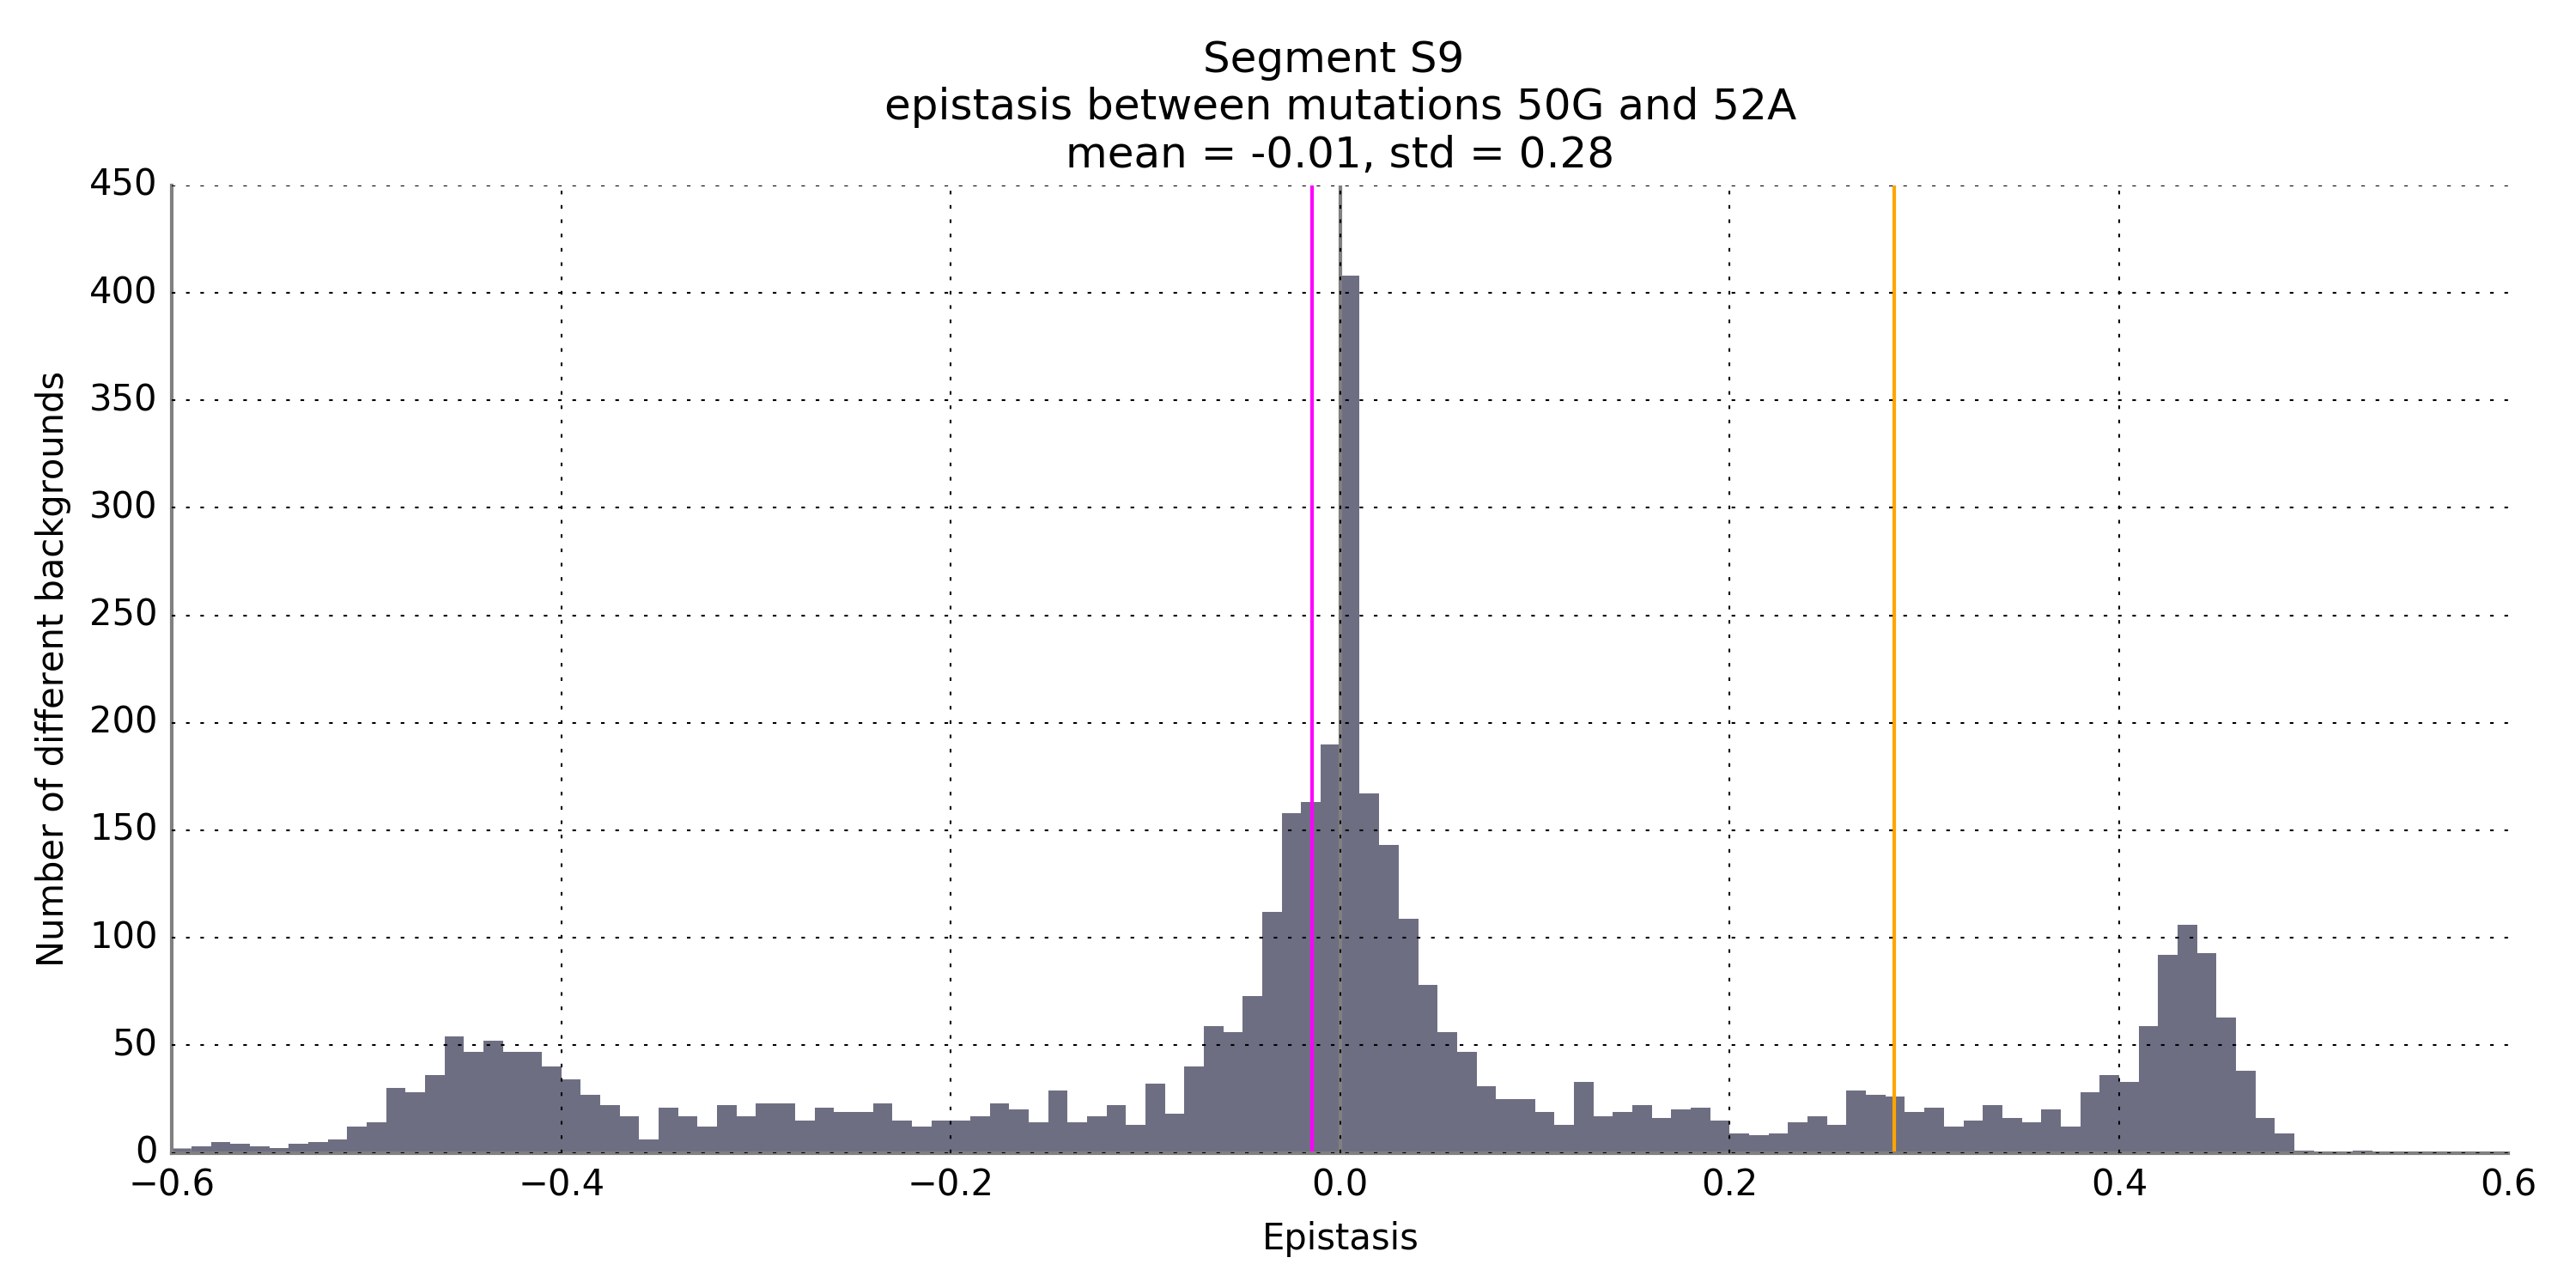 Segment S9
epistasis between mutations 50G and 52A
mean = -0.01, std = 0.28
450
400
350
300
250
200
150
100
50
0
Number of different backgrounds
−0.6 −0.4 −0.2 0.0 0.2 0.4 0.6
Epistasis